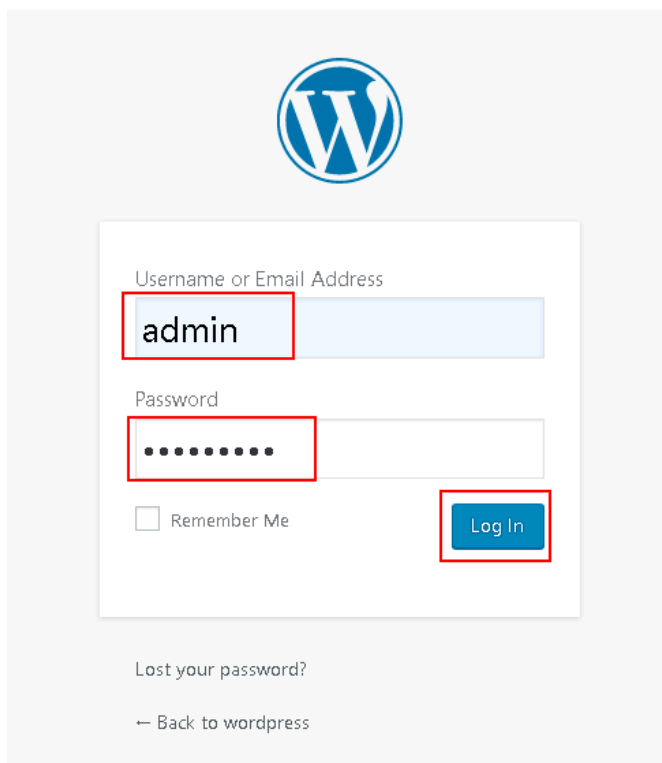 Username or Email Address
admin
Password
•••••••••
Remember Me
Log In
Lost your password?
← Back to wordpress